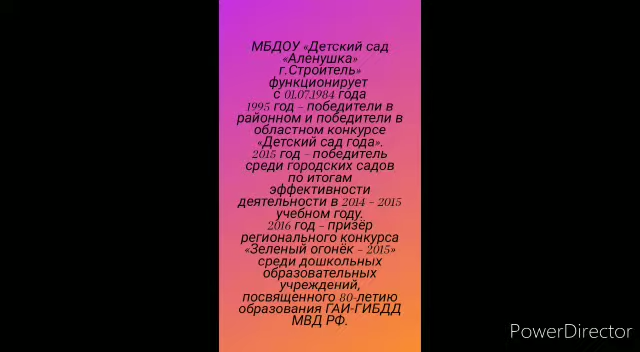 МБДОУ «Детский сад
«Аленушка»
г.Строитель»
функционирует
с 01.07.1984 года
1995 год – победители в
районном и победители в
областном конкурсе
«Детский сад года».
2015 год – победитель
среди городских садов
по итогам
эффективности
деятельности в 2014 – 2015
учебном году.
2016 год – призёр
регионального конкурса
«Зеленый огонёк – 2015»
среди дошкольных
образовательных
учреждений,
посвященного 80-летию
образования ГАИ-ГИБДД
МВД РФ.
PowerDirector